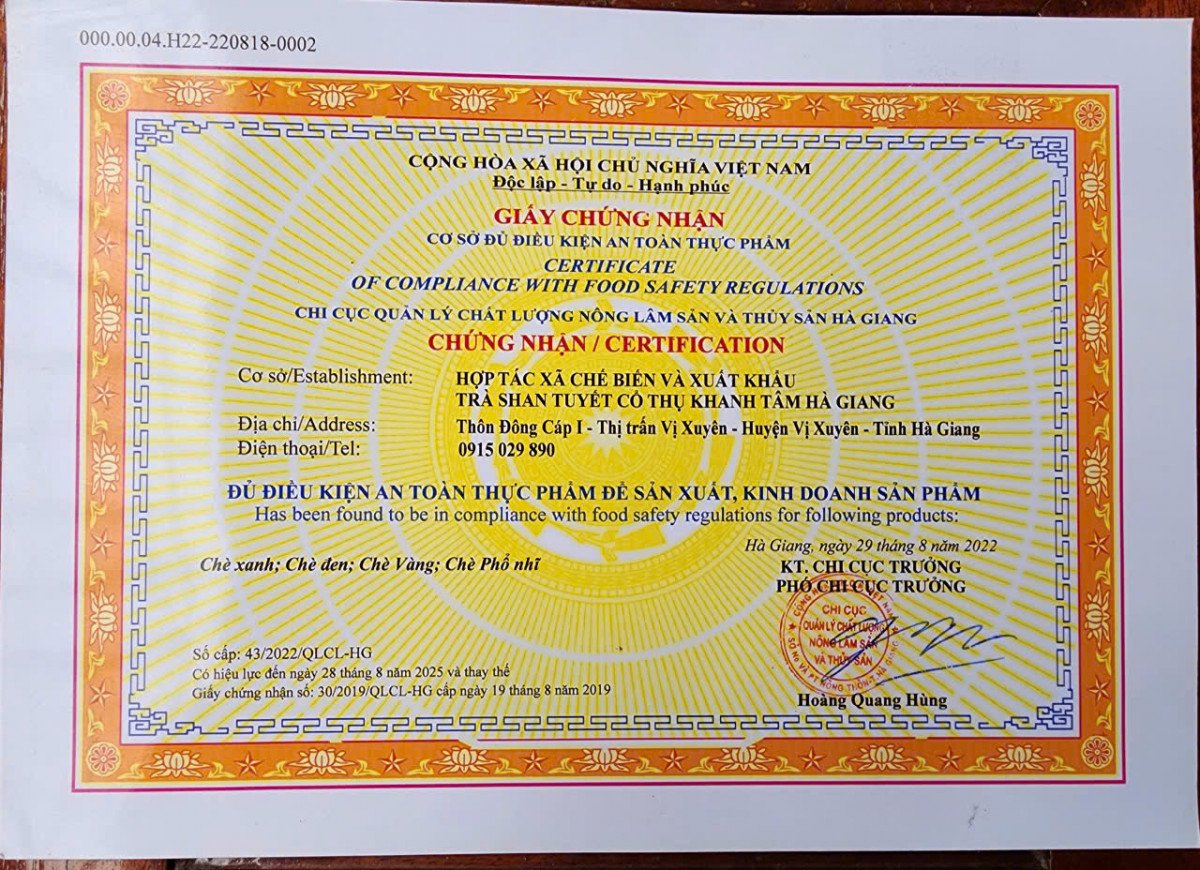 000.00.04.H22-220818-0002
CỘNG HÒA XÃ HỘI CHỦ NGHĨA VIỆT NAM
Độc lập - Tự do - Hạnh phúc
GIẤY CHỨNG NHẬN
CƠ SỞ ĐỦ ĐIỀU KIỆN AN TOÀN THỰC PHẨM
CERTIFICATE
OF COMPLIANCE WITH FOOD SAFETY REGULATIONS
CHI CỤC QUẢN LÝ CHẤT LƯỢNG NÔNG LÂM SẢN VÀ THỦY SẢN HÀ GIANG
CHỨNG NHẬN / CERTIFICATION
Cơ sở/Establishment: HỢP TÁC XÃ CHẾ BIẾN VÀ XUẤT KHẨU
TRÀ SHAN TUYẾT CỔ THỤ KHANH TÂM HÀ GIANG
Địa chỉ/Address: Thôn Đông Cáp I - Thị trấn Vị Xuyên - Huyện Vị Xuyên - Tỉnh Hà Giang
Điện thoại/Tel: 0915 029 890
ĐỦ ĐIỀU KIỆN AN TOÀN THỰC PHẨM ĐỂ SẢN XUẤT, KINH DOANH SẢN PHẨM
Has been found to be in compliance with food safety regulations for following products:
Hà Giang, ngày 29 tháng 8 năm 2022
Chè xanh; Chè đen; Chè Vàng; Chè Phổ nhĩ
KT. CHI CỤC TRƯỞNG
PHÓ CHI CỤC TRƯỞNG
CHI CỤC
QUẢN LÝ CHẤT LƯỢNG
NÔNG LÂM SẢN
VÀ THỦY SẢN
Số cấp: 43/2022/QLCL-HG
Có hiệu lực đến ngày 28 tháng 8 năm 2025 và thay thế
Giấy chứng nhận số: 30/2019/QLCL-HG cấp ngày 19 tháng 8 năm 2019
Hoàng Quang Hùng